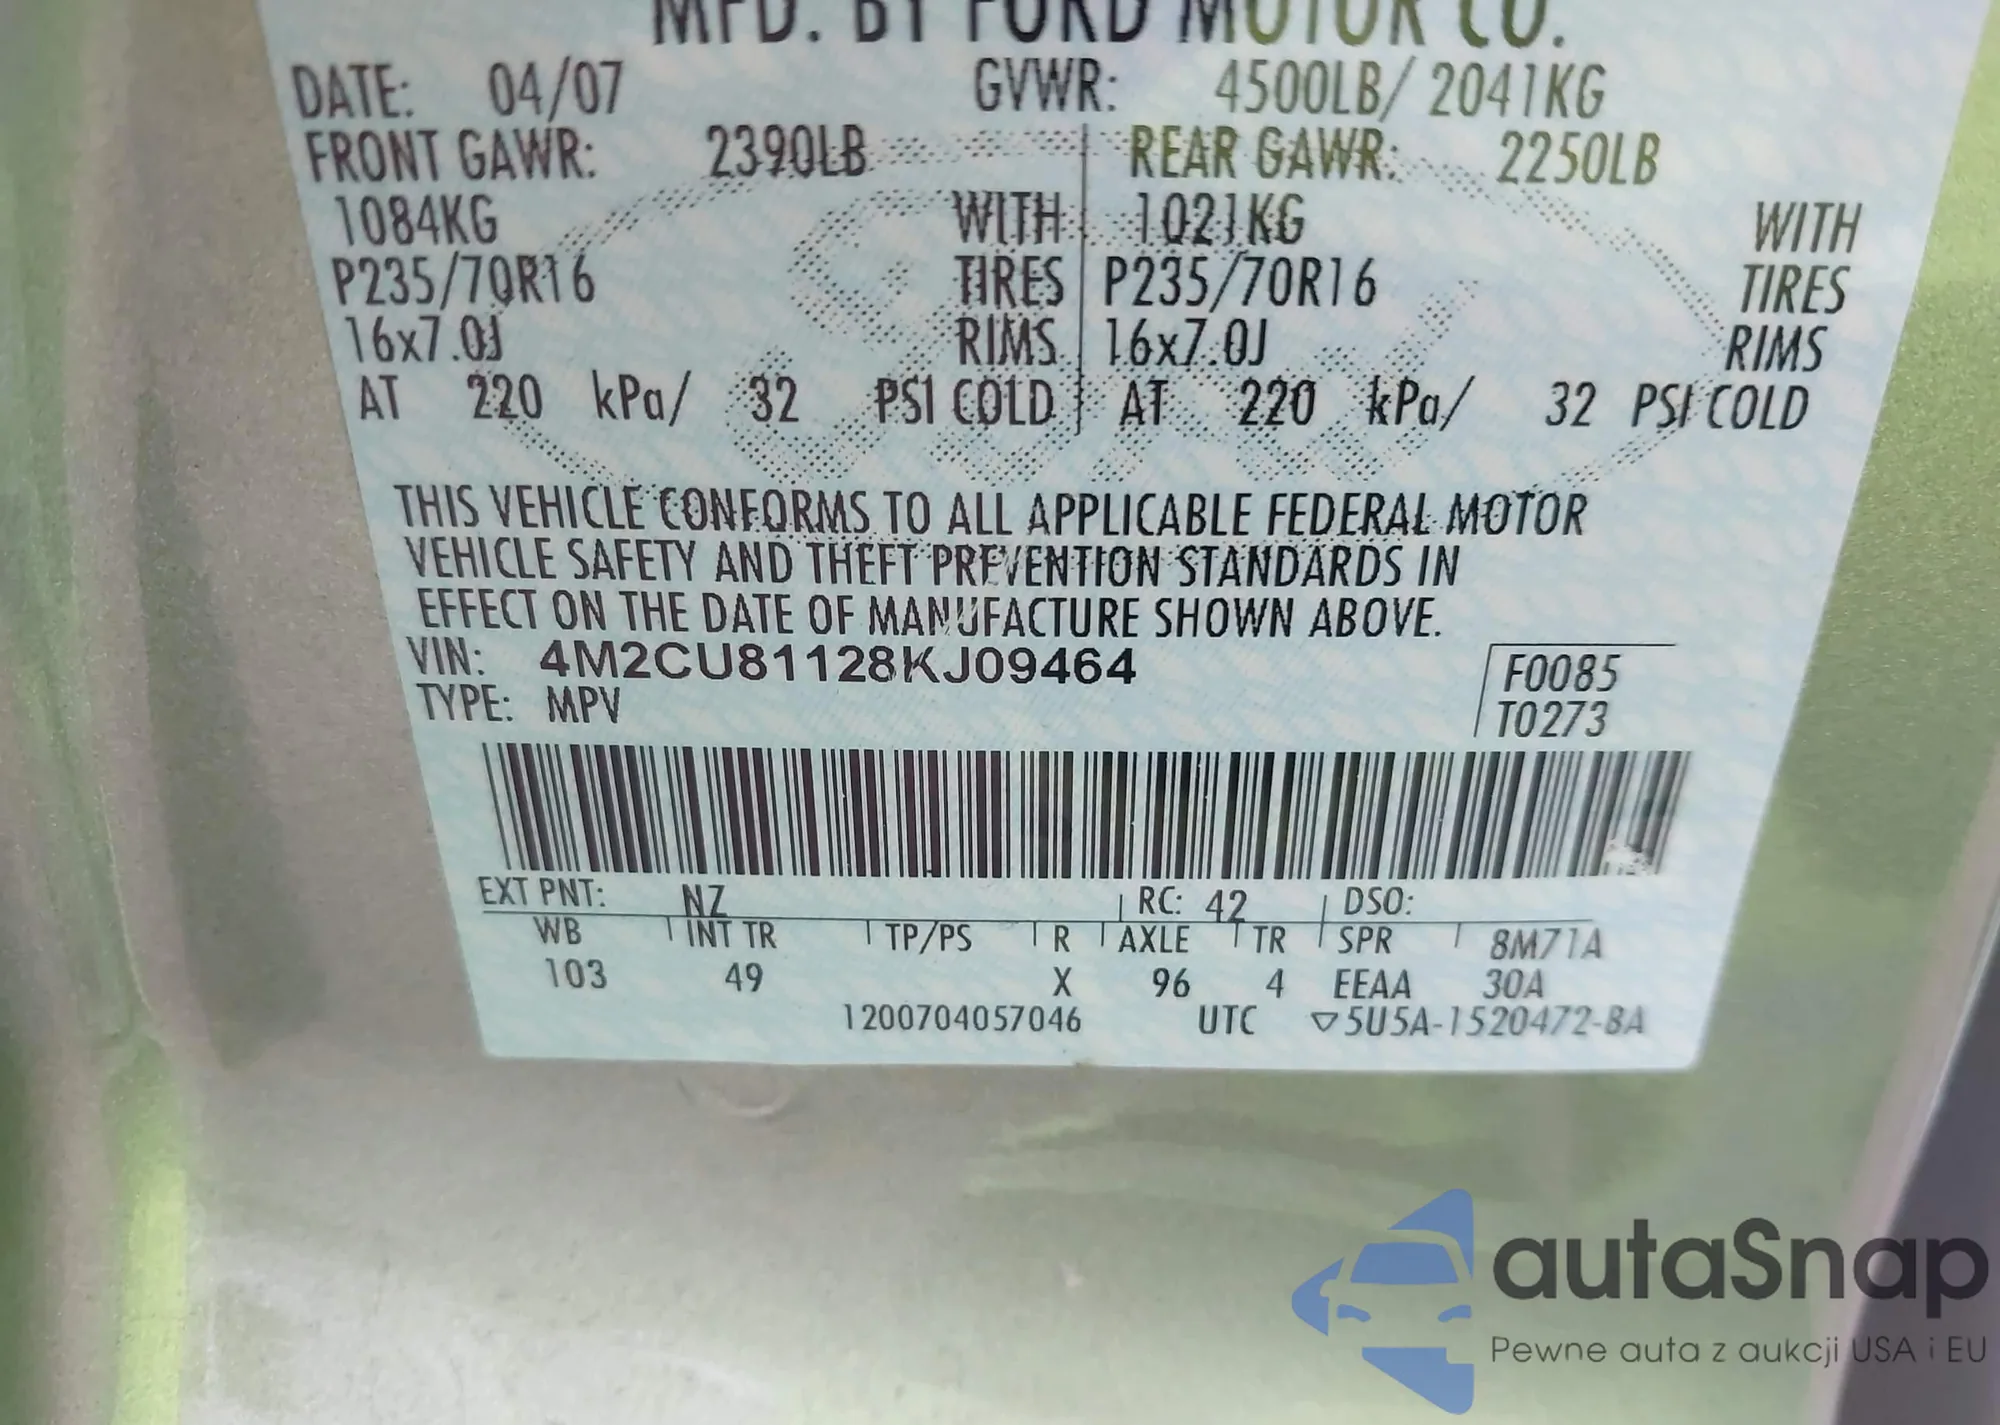 MFD. BY FORD MOTOR CO.
DATE: 04/07 GVWR: 4500LB/ 2041KG
FRONT GAWR: 2390LB REAR GAWR: 2250LB
1084KG WITH 1021KG WITH
P235/70R16 TIRES P235/70R16 TIRES
16x7.0J RIMS 16x7.0J RIMS
AT 220 kPa/ 32 PSI COLD AT 220 kPa/ 32 PSI COLD
THIS VEHICLE CONFORMS TO ALL APPLICABLE FEDERAL MOTOR
VEHICLE SAFETY AND THEFT PREVENTION STANDARDS IN
EFFECT ON THE DATE OF MANUFACTURE SHOWN ABOVE.
VIN: 4M2CU81128KJ09464 F0085
TYPE: MPV T0273
EXT PNT: NZ RC: 42 DSO:
WB INT TR TP/PS R AXLE TR SPR 8M71A
103 49 X 96 4 EEAA 30A
1200704057046 UTC ▽5U5A-1520472-BA
autaSnap
Pewne auta z aukcji USA i EU